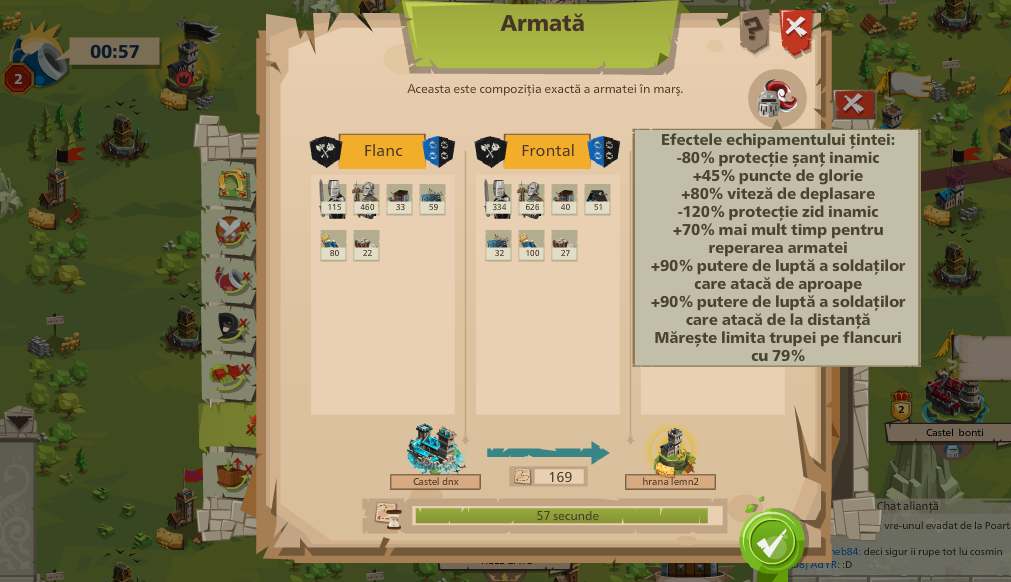 Armată
00:57
2
Aceasta este compoziția exactă a armatei în marș.
Flanc
Frontal
115
460
33
59
80
22
334
626
40
51
32
100
27
Efectele echipamentului țintei:
-80% protecție șanț inamic
+45% puncte de glorie
+80% viteză de deplasare
-120% protecție zid inamic
+70% mai mult timp pentru
reperarea armatei
+90% putere de luptă a soldaților
care atacă de aproape
+90% putere de luptă a soldaților
care atacă de la distanță
Mărește limita trupei pe flancuri
cu 79%
Castel dnx
169
hrana lemn2
57 secunde
2
Castel bonti
Chat alianță
vre-unul evadat de la Poart
neb84: deci sigur ii rupe tot lu cosmin
AdYR: :D